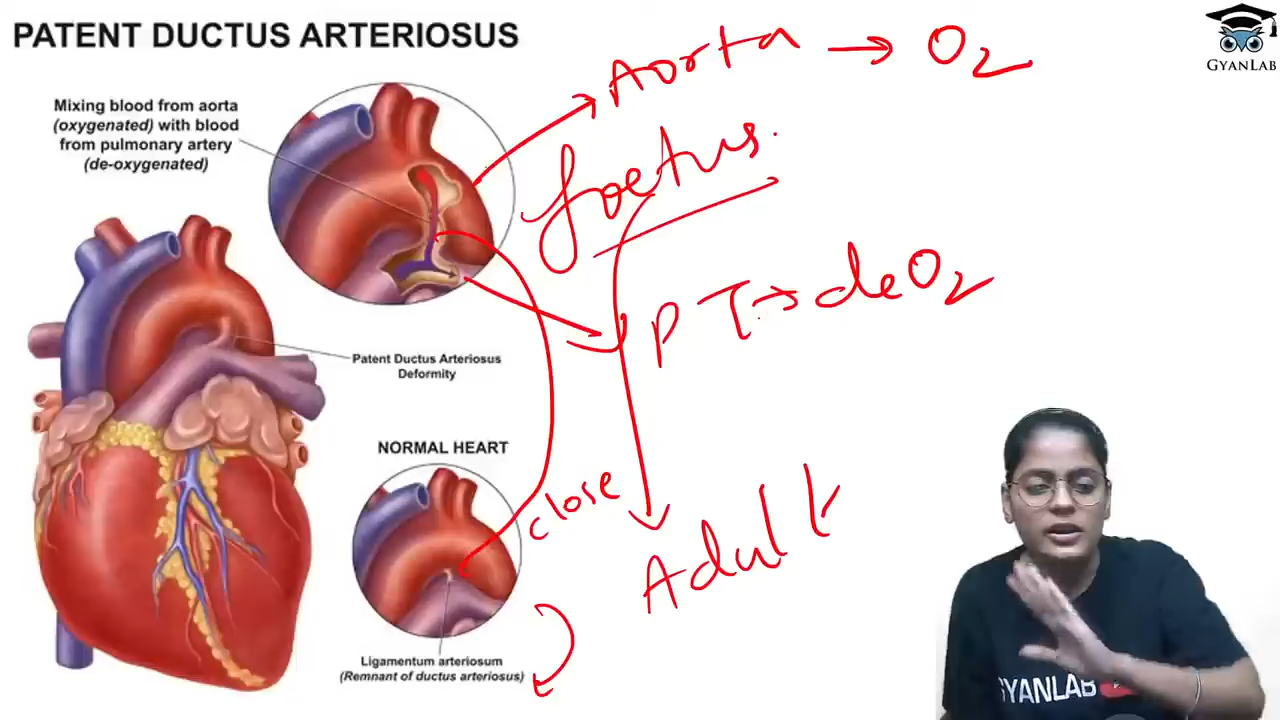 PATENT DUCTUS ARTERIOSUS
Mixing blood from aorta
(oxygenated) with blood
from pulmonary artery
(de-oxygenated)
Aorta → O2
foetus.
PT → deO2
Patent Ductus Arteriosus
Deformity
NORMAL HEART
close
Adult
Ligamentum arteriosum
(Remnant of ductus arteriosus)
GYANLAB
GYANLAB